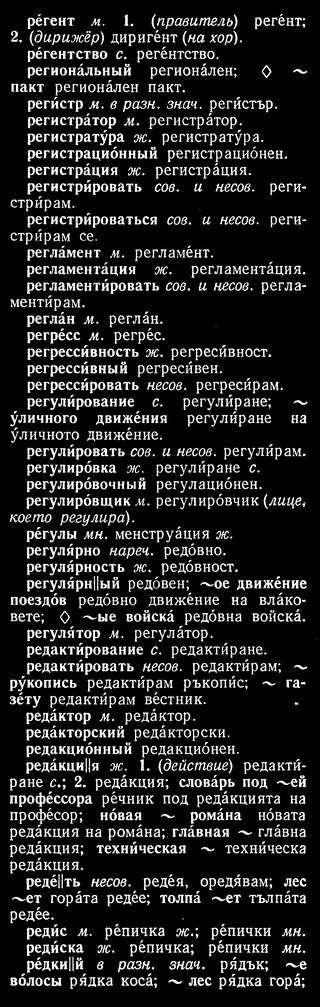 ре́гент м. 1. (правитель) реге́нт;
2. (дирижёр) дириге́нт (на хор).
ре́гентство с. реге́нтство.
региона́льный региона́лен; ◊ ~
пакт региона́лен пакт.
реги́стр м. в разн. знач. реги́стър.
регистра́тор м. регистра́тор.
регистрату́ра ж. регистрату́ра.
регистрацио́нный регистрацио́нен.
регистра́ция ж. регистра́ция.
регистри́ровать сов. и несов. реги-
стри́рам.
регистри́роваться сов. и несов. реги-
стри́рам се.
регла́мент м. регла́мент.
регламента́ция ж. регламента́ция.
регламенти́ровать сов. и несов. регла-
менти́рам.
регла́н м. регла́н.
регре́сс м. регре́с.
регресси́вность ж. регреси́вност.
регресси́вный регреси́вен.
регресси́ровать несов. регреси́рам.
регули́рование с. регули́ране; ~
у́личного движе́ния регули́ране на
у́личното движе́ние.
регули́ровать сов. и несов. регули́рам.
регулиро́вка ж. регули́ране с.
регулиро́вочный регулацио́нен.
регулиро́вщик м. регулиро́вчик (лице,
което регулира).
ре́гулы мн. менструа́ция ж.
регуля́рно нареч. редо́вно.
регуля́рность ж. редо́вност.
регуля́рн||ый редо́вен; ~ое движе́ние
поездо́в редо́вно движе́ние на вла́ко-
вете; ◊ ~ые войска́ редо́вна войска́.
регуля́тор м. регула́тор.
редакти́рование с. редакти́ране.
редакти́ровать несов. редакти́рам; ~
ру́копись редакти́рам ръкопи́с; ~ га-
зе́ту редакти́рам ве́стник.
реда́ктор м. реда́ктор.
реда́кторский реда́кторски.
редакцио́нный редакцио́нен.
реда́кци||я ж. 1. (действие) редакти́-
ране с.; 2. реда́кция; слова́рь под ~ей
профе́ссора ре́чник под реда́кцията на
профе́сор; но́вая ~ рома́на но́вата
реда́кция на рома́на; гла́вная ~ гла́вна
реда́кция; техни́ческая ~ техни́ческа
реда́кция.
реде́||ть несов. реде́я, оредя́вам; лес
~ет гора́та реде́е; толпа́ ~ет тълпа́та
реде́е.
реди́с м. ре́пичка ж.; ре́пички мн.
реди́ска ж. ре́пичка; ре́пички мн.
ре́дки||й в разн. знач. ря́дък; ~е
во́лосы ря́дка коса́; ~ лес ря́дка гора́;